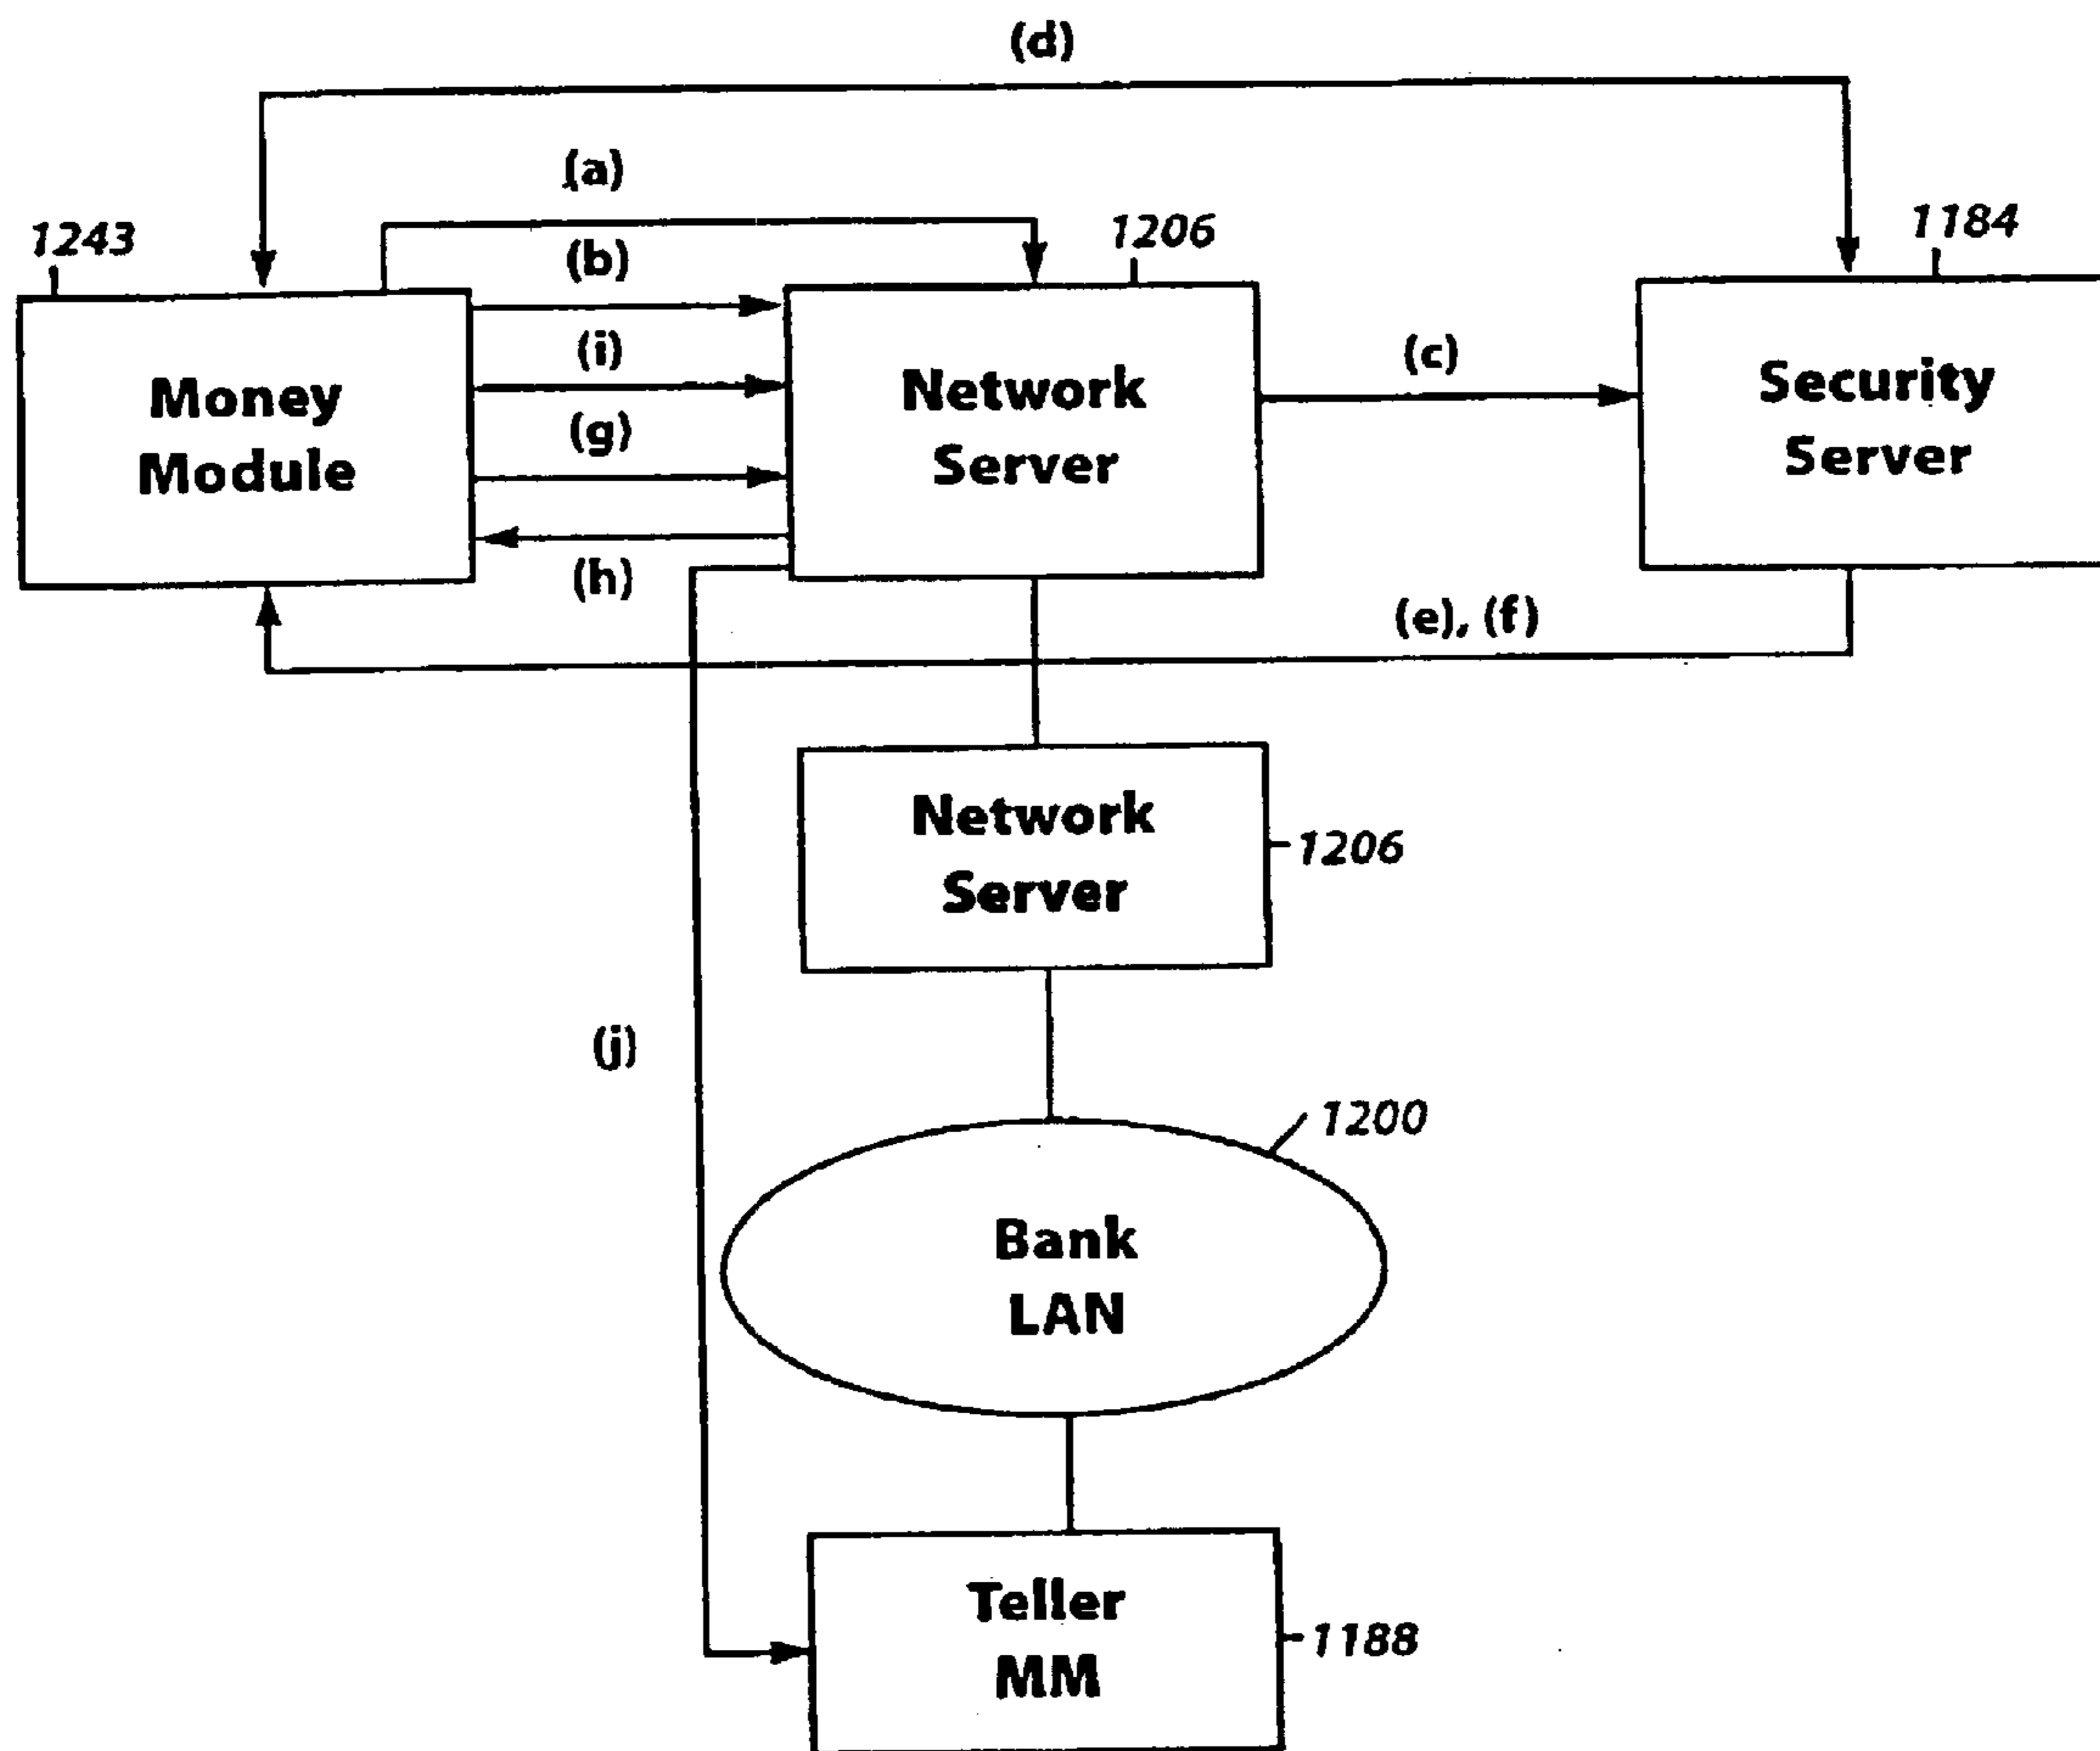 (d)
(a)
1243
(b)
1206
1184
(i)
(c)
Money
Module
Network
Server
Security
Server
(g)
(h)
(e), (f)
Network
Server
1206
(j)
1200
Bank
LAN
Teller
MM
1188